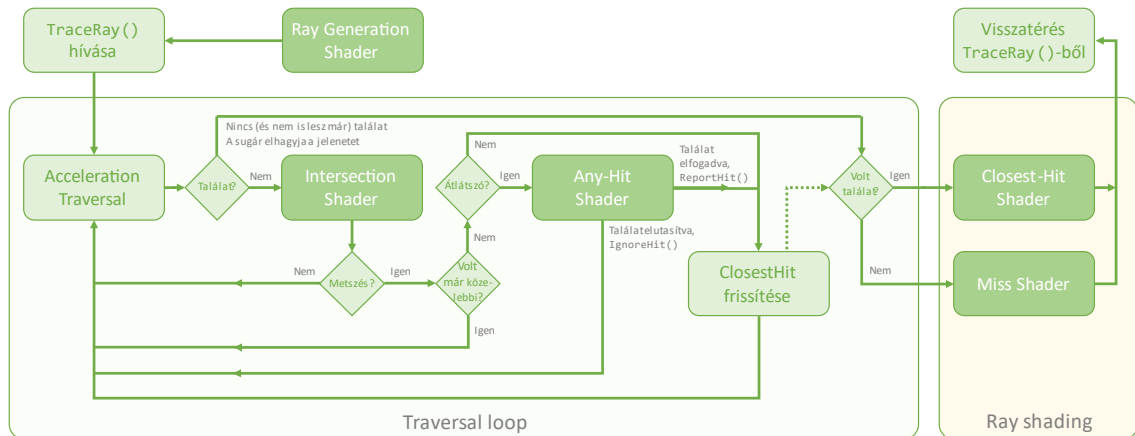 TraceRay()
hívása
Ray Generation
Shader
Visszatérés
TraceRay()-ből
Nincs (és nem is lesz már) találat
A sugár elhagyja a jelenetet
Acceleration
Traversal
Találat?
Nem
Intersection
Shader
Nem
Átlátszó?
Igen
Any-Hit
Shader
Találat
elfogadva,
ReportHit()
Volt
találat?
Igen
Closest-Hit
Shader
Találatelutasítva,
IgnoreHit()
Nem
Nem
Metszés?
Igen
Volt
már köze-
lebbi?
Igen
ClosestHit
frissítése
Nem
Miss Shader
Traversal loop
Ray shading